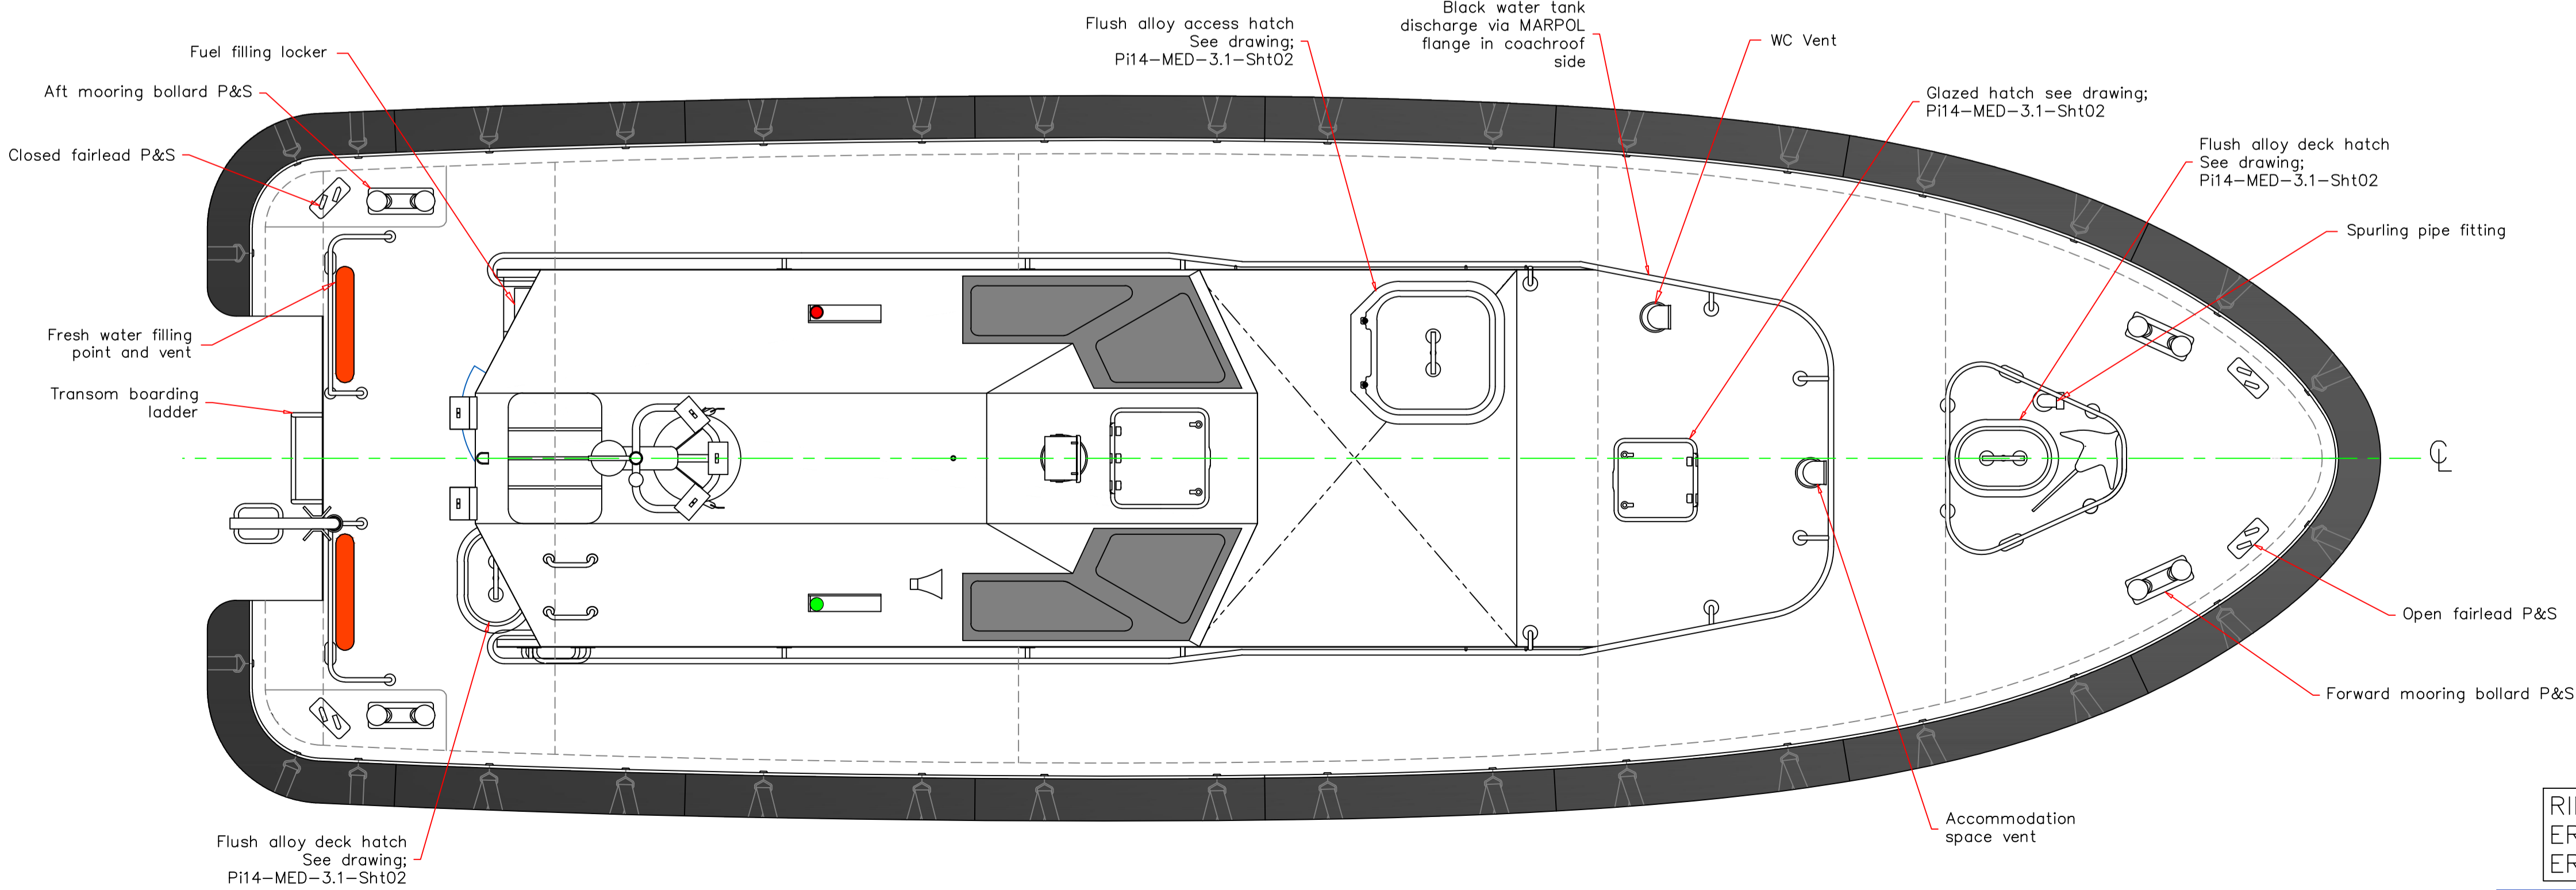 Black water tank
discharge via MARPOL
flange in coachroof
side
Flush alloy access hatch
See drawing;
Pi14-MED-3.1-Sht02
WC Vent
Fuel filling locker
Aft mooring bollard P&S
Closed fairlead P&S
Glazed hatch see drawing;
Pi14-MED-3.1-Sht02
Flush alloy deck hatch
See drawing;
Pi14-MED-3.1-Sht02
Spurling pipe fitting
Fresh water filling
point and vent
Transom boarding
ladder
CL
Open fairlead P&S
Forward mooring bollard P&S
Accommodation
space vent
Flush alloy deck hatch
See drawing;
Pi14-MED-3.1-Sht02
ER
ER